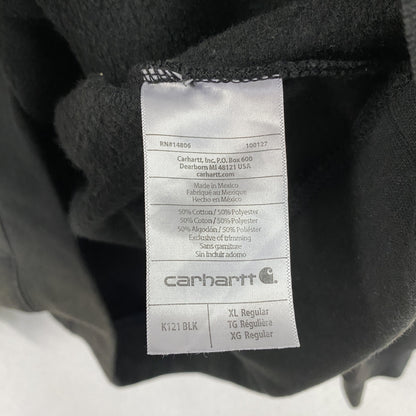 RN#14806 100127
Carhartt, Inc. P.O. Box 600
Dearborn MI 48121 USA
carhartt.com
Made in Mexico
Fabriqué au Mexique
Hecho en México
50% Cotton / 50% Polyester
50% Coton / 50% Polyester
50% Algodón / 50% Polyester
Exclusive of trimming
Sans garniture
Sin incluir adorno
carhartt
K121 BLK
XL Regular
TG Régulière
XG Regular